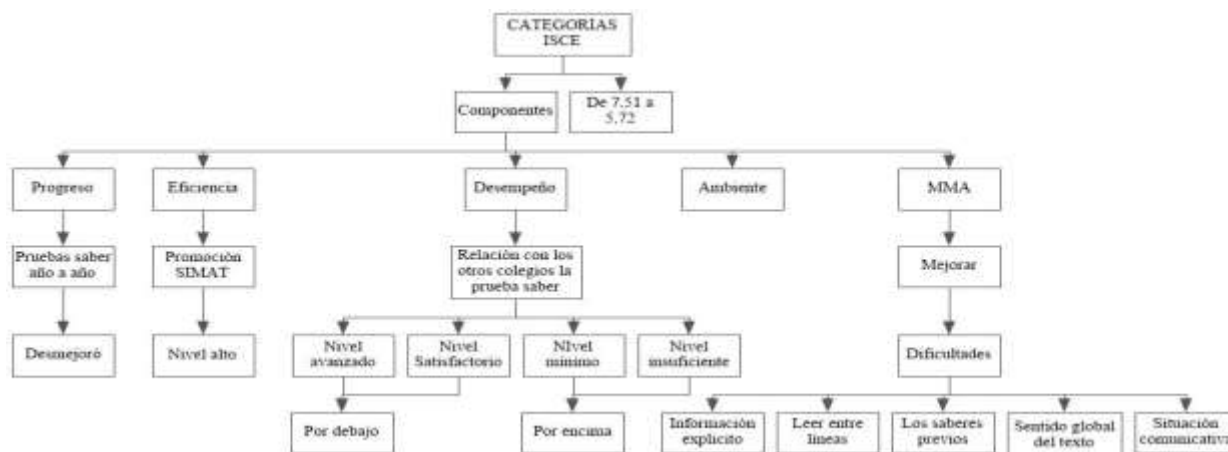 CATEGORÍAS
ISCE
Componentes
De 7.51 a
5.72
Progreso
Eficiencia
Desempeño
Ambiente
MMA
Pruebas saber
año a año
Promoción
SIMAT
Relación con los
otros colegios la
prueba saber
Mejorar
Desmejoró
Nivel alto
Nivel
avanzado
Nivel
Satisfactorio
NIvel
mínimo
Nivel
insuficiente
Dificultades
Por debajo
Por encima
Información
explicito
Leer entre
líneas
Los saberes
previos
Sentido global
del texto
Situación
comunicativa